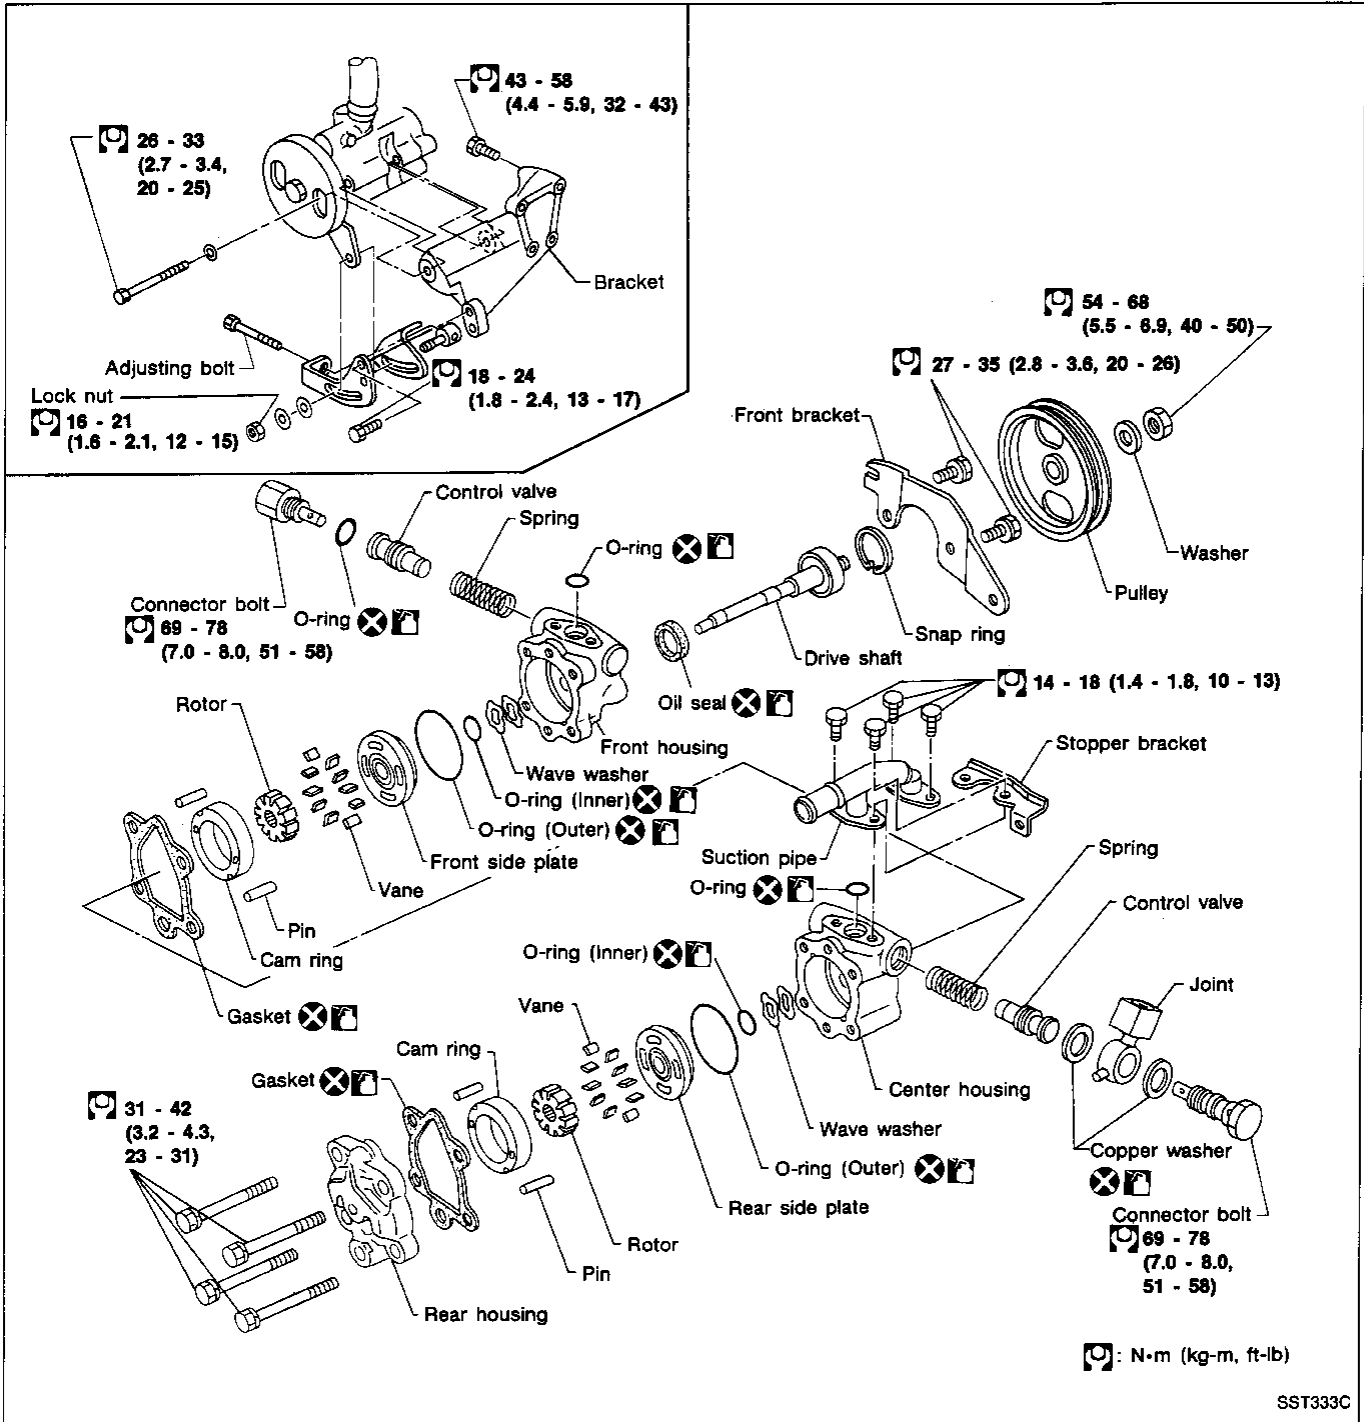 43 - 58
(4.4 - 5.9, 32 - 43)
26 - 33
(2.7 - 3.4,
20 - 25)
Bracket
Adjusting bolt
Lock nut
16 - 21
(1.6 - 2.1, 12 - 15)
18 - 24
(1.8 - 2.4, 13 - 17)
54 - 68
(5.5 - 6.9, 40 - 50)
27 - 35 (2.8 - 3.6, 20 - 26)
Front bracket
Washer
Pulley
Snap ring
Drive shaft
Control valve
Spring
O-ring
Connector bolt
69 - 78
(7.0 - 8.0, 51 - 58)
O-ring
Oil seal
14 - 18 (1.4 - 1.8, 10 - 13)
Rotor
Front housing
Wave washer
O-ring (Inner)
O-ring (Outer)
Front side plate
Vane
Pin
Cam ring
Gasket
Stopper bracket
Suction pipe
O-ring
Spring
Control valve
Joint
O-ring (Inner)
Vane
Cam ring
Gasket
Center housing
Wave washer
O-ring (Outer)
Rear side plate
Copper washer
Connector bolt
69 - 78
(7.0 - 8.0,
51 - 58)
31 - 42
(3.2 - 4.3,
23 - 31)
Rotor
Pin
Rear housing
: N•m (kg-m, ft-lb)
SST333C